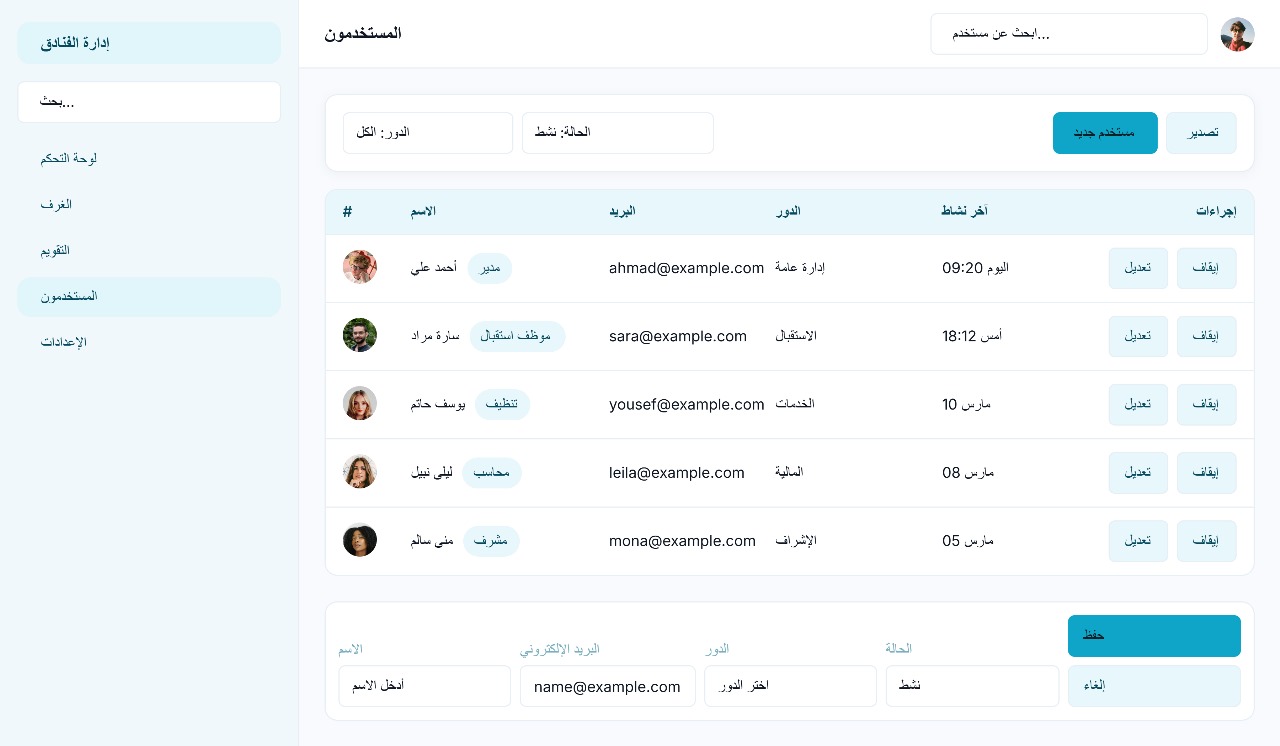 إدارة الفنادق
بحث...
لوحة التحكم
الغرف
التقويم
المستخدمون
الإعدادات
المستخدمون
ابحث عن مستخدم...
الدور: الكل
الحالة: نشط
مستخدم جديد
تصدير
# الاسم البريد الدور آخر نشاط إجراءات
أحمد علي مدير ahmad@example.com إدارة عامة اليوم 09:20 تعديل إيقاف
سارة مراد موظف استقبال sara@example.com الاستقبال أمس 18:12 تعديل إيقاف
يوسف حاتم تنظيف yousef@example.com الخدمات 10 مارس تعديل إيقاف
ليلى نبيل محاسب leila@example.com المالية 08 مارس تعديل إيقاف
منى سالم مشرف mona@example.com الإشراف 05 مارس تعديل إيقاف
الاسم البريد الإلكتروني الدور الحالة حفظ
أدخل الاسم name@example.com اختر الدور نشط إلغاء